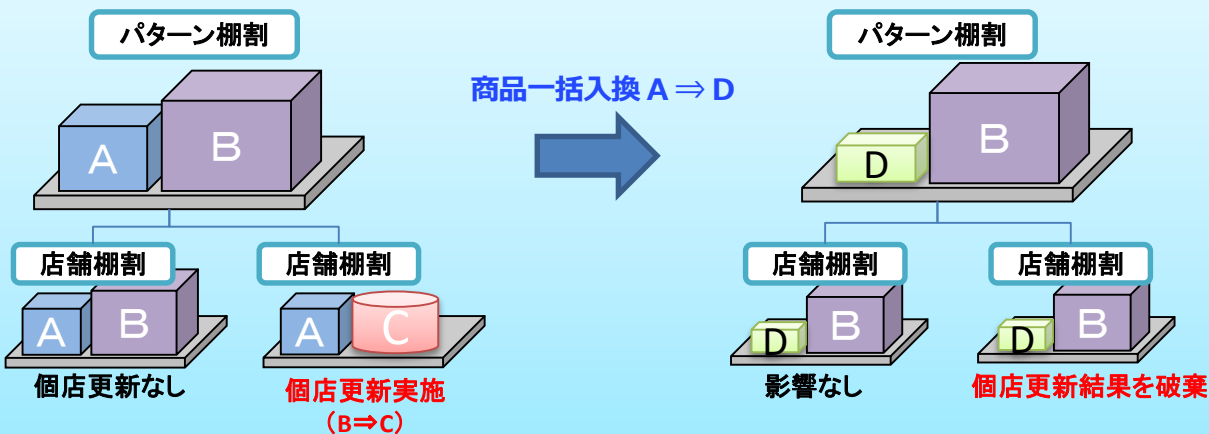 パターン棚割
A
B
店舗棚割
A
B
個店更新なし
店舗棚割
A
C
個店更新実施
（B⇒C）
商品一括入換 A ⇒ D
パターン棚割
D
B
店舗棚割
D
B
影響なし
店舗棚割
D
B
個店更新結果を破棄